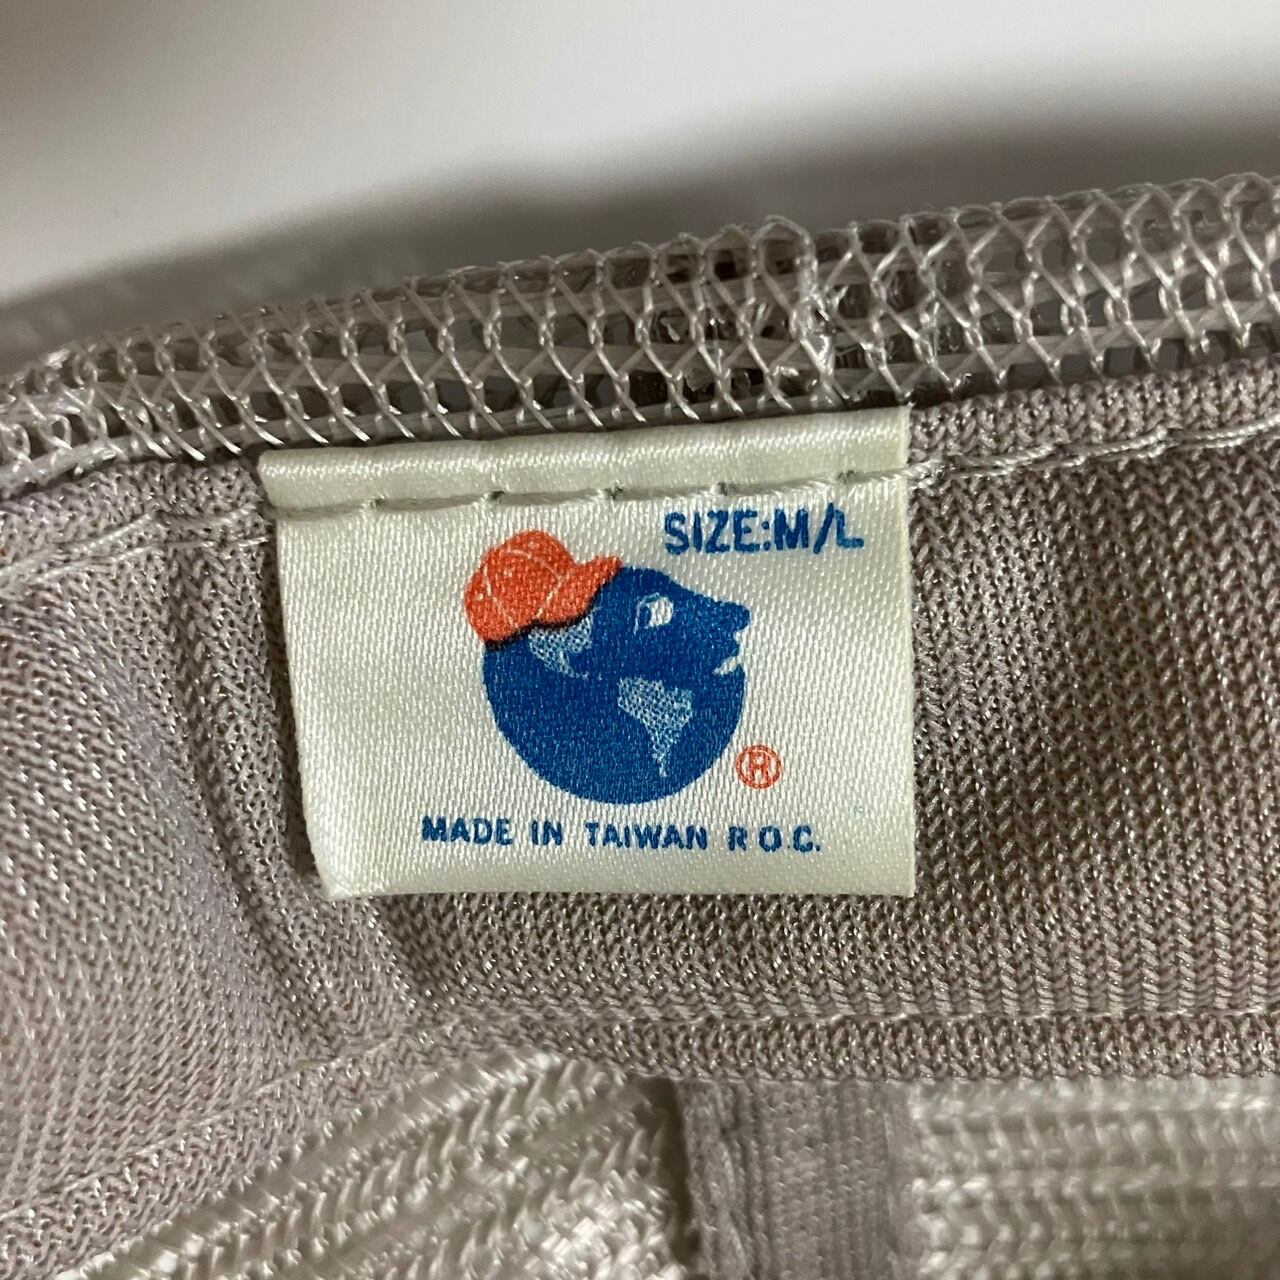 SIZE:M/L
®
MADE IN TAIWAN R O.C.